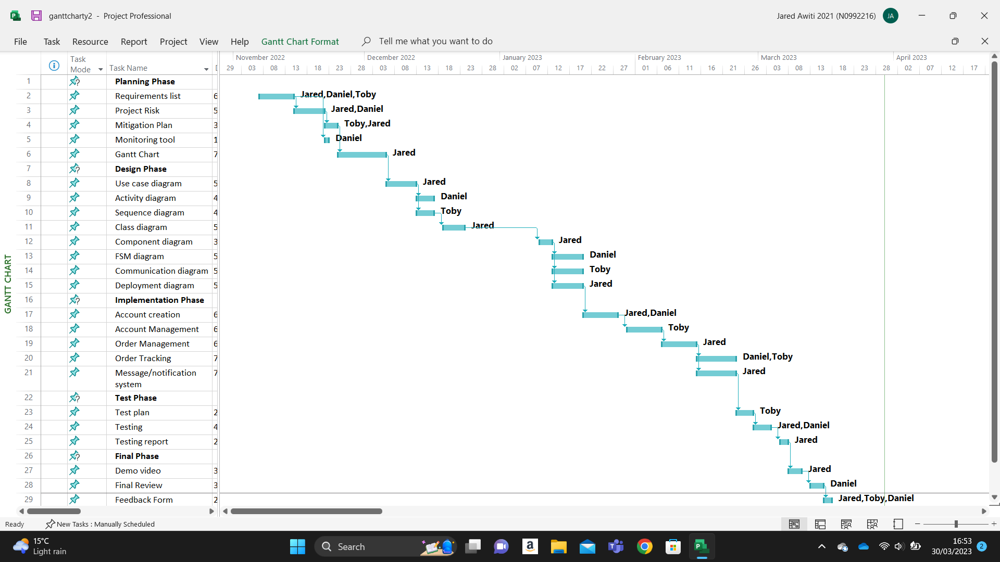 ganttcharty2 - Project Professional
Jared Awiti 2021 (N0992216) JA
File Task Resource Report Project View Help Gantt Chart Format Tell me what you want to do
November 2022 December 2022 January 2023 February 2023 March 2023 April 2023
Task Mode Task Name
29 03 08 13 18 23 28 03 08 13 18 23 28 02 07 12 17 22 27 01 06 11 16 21 26 03 08 13 18 23 28 02 07 12 17
1 Planning Phase
2 Requirements list 6 Jared,Daniel,Toby
3 Project Risk 5 Jared,Daniel
4 Mitigation Plan 3 Toby,Jared
5 Monitoring tool 1 Daniel
6 Gantt Chart 7 Jared
7 Design Phase
8 Use case diagram 5 Jared
9 Activity diagram 4 Daniel
10 Sequence diagram 4 Toby
11 Class diagram 5 Jared
12 Component diagram 3 Jared
13 FSM diagram 5 Daniel
14 Communication diagram 5 Toby
15 Deployment diagram 5 Jared
16 Implementation Phase
17 Account creation 6 Jared,Daniel
18 Account Management 6 Toby
19 Order Management 6 Jared
20 Order Tracking 7 Daniel,Toby
21 Message/notification 7 Jared
system
22 Test Phase
23 Test plan 2 Toby
24 Testing 4 Jared,Daniel
25 Testing report 2 Jared
26 Final Phase
27 Demo video 3 Jared
28 Final Review 3 Daniel
29 Feedback Form 2 Jared,Toby,Daniel
GANTT CHART
Ready New Tasks : Manually Scheduled
15°C
Light rain
Search
16:53
30/03/2023
2